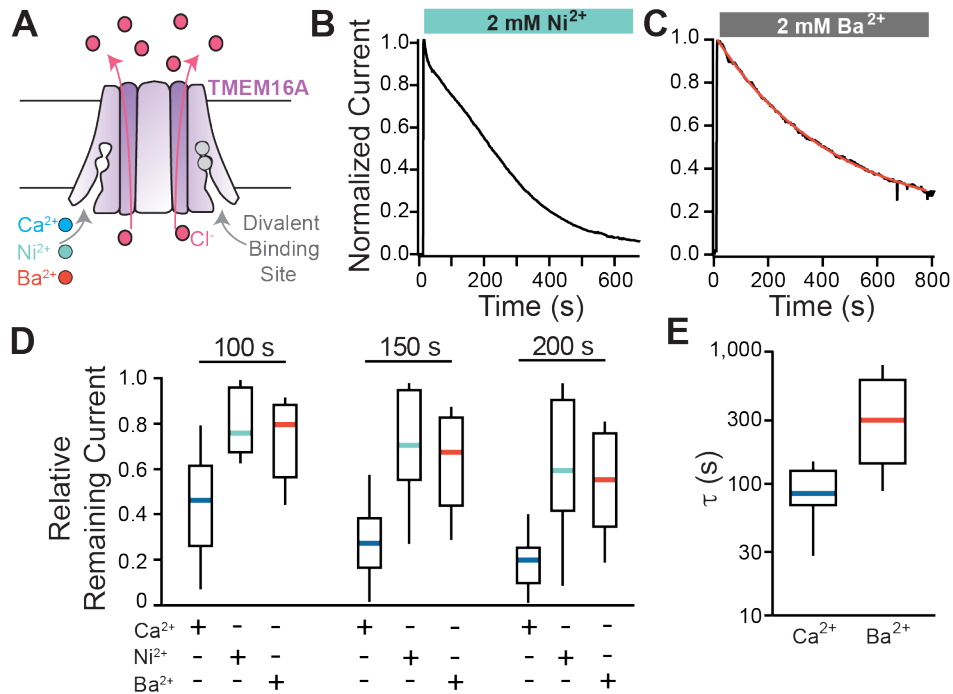 A
TMEM16A
Ca²⁺
Ni²⁺
Ba²⁺
Cl⁻
Divalent
Binding
Site
B
2 mM Ni²⁺
Normalized Current
1.0
0.8
0.6
0.4
0.2
0.0
0 200 400 600
Time (s)
C
2 mM Ba²⁺
1.0
0.8
0.6
0.4
0.2
0.0
0 200 400 600 800
Time (s)
D
100 s 150 s 200 s
Relative
Remaining Current
1.0
0.8
0.6
0.4
0.2
0
Ca²⁺ + - - + - - + - -
Ni²⁺ - + - - + - - + -
Ba²⁺ - - + - - + - - +
E
τ (s)
1,000
300
100
30
10
Ca²⁺ Ba²⁺